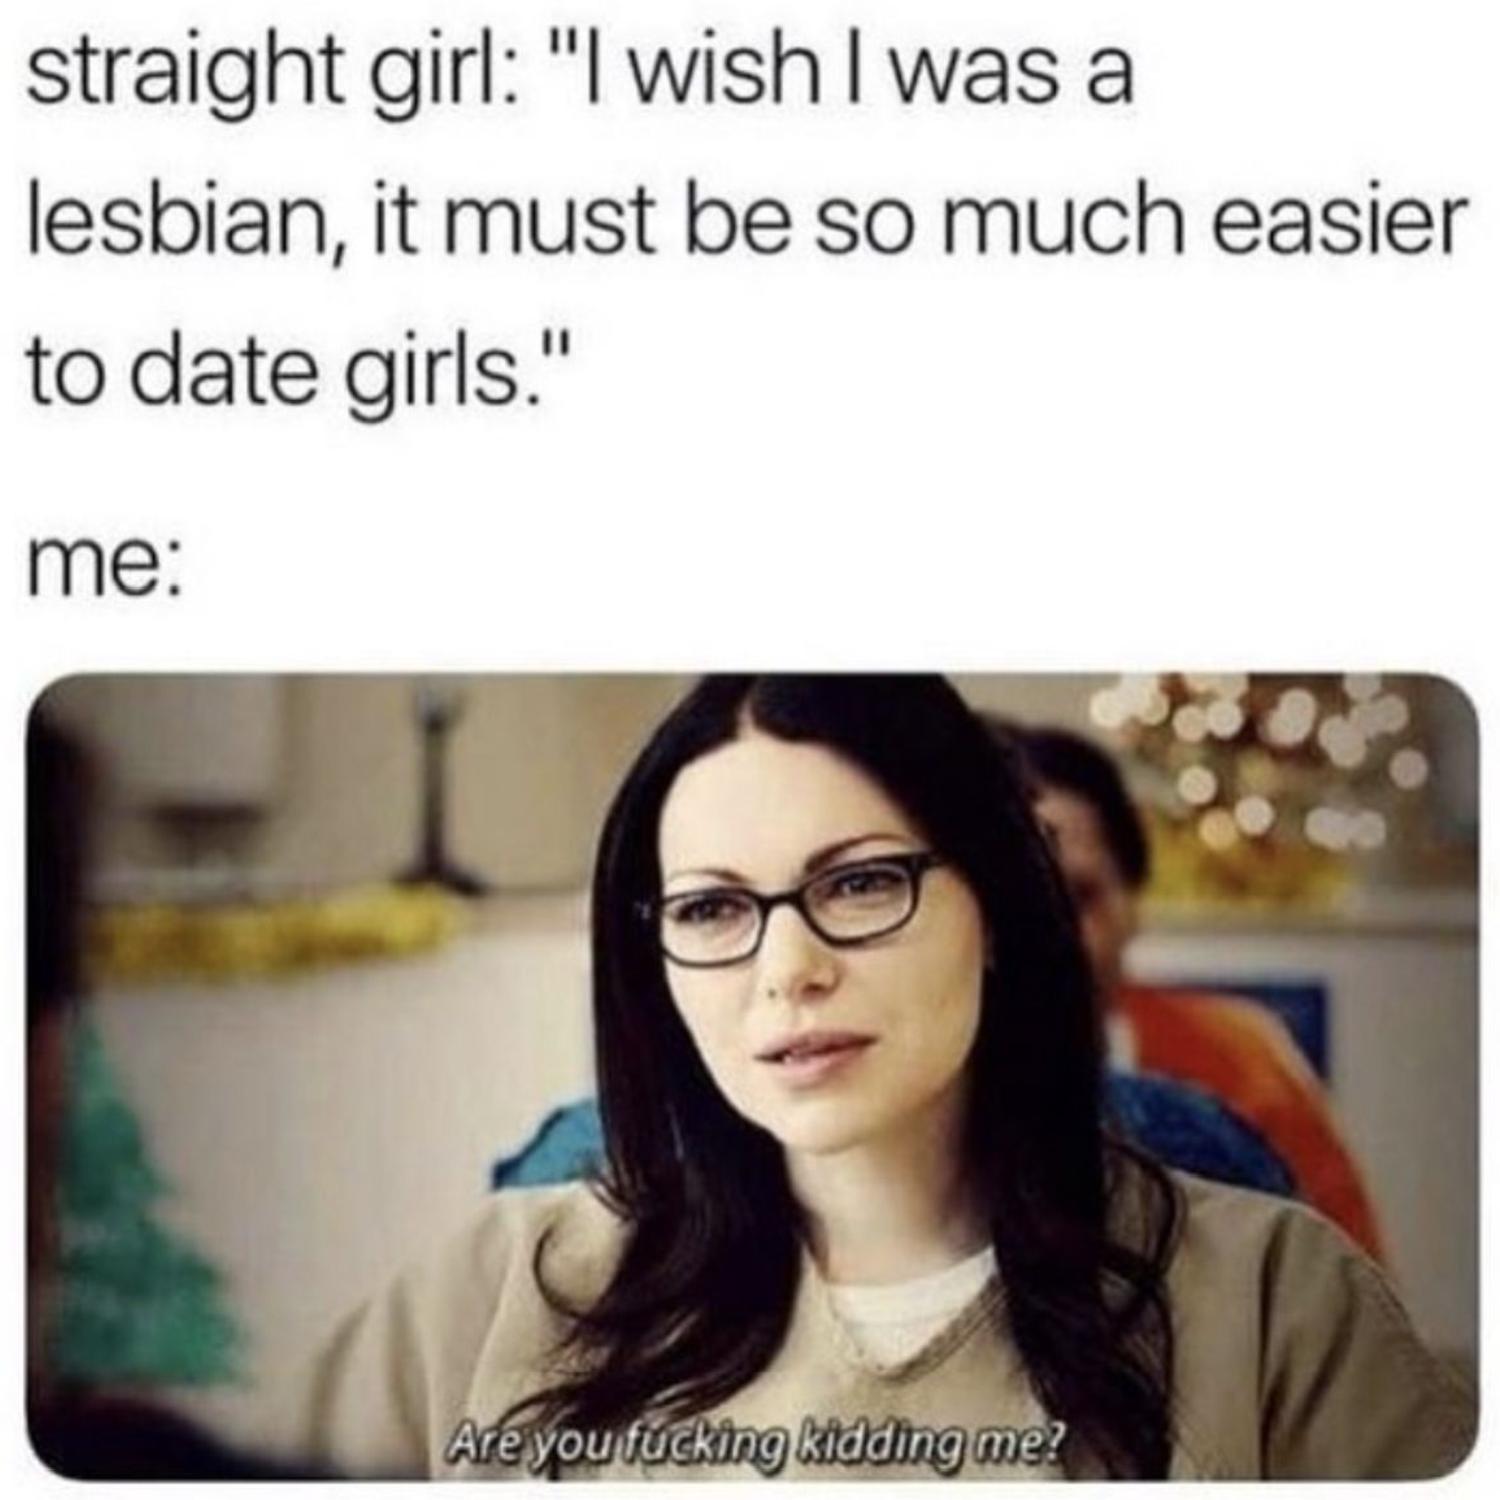 straight girl: "I wish I was a
lesbian, it must be so much easier
to date girls."
me:
Are you fucking kidding me?